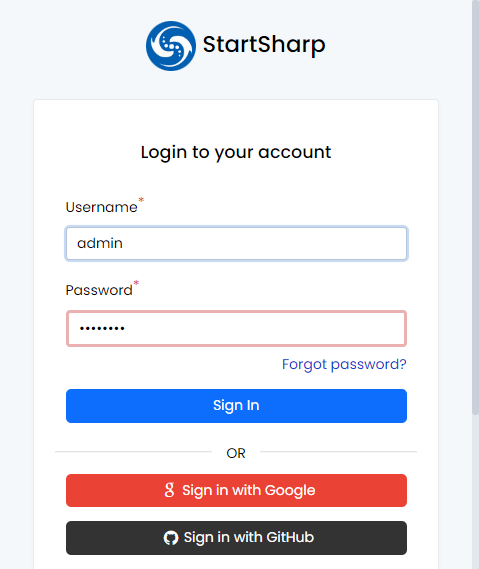 StartSharp
Login to your account
Username*
admin
Password*
••••••••
Forgot password?
Sign In
OR
Sign in with Google
Sign in with GitHub